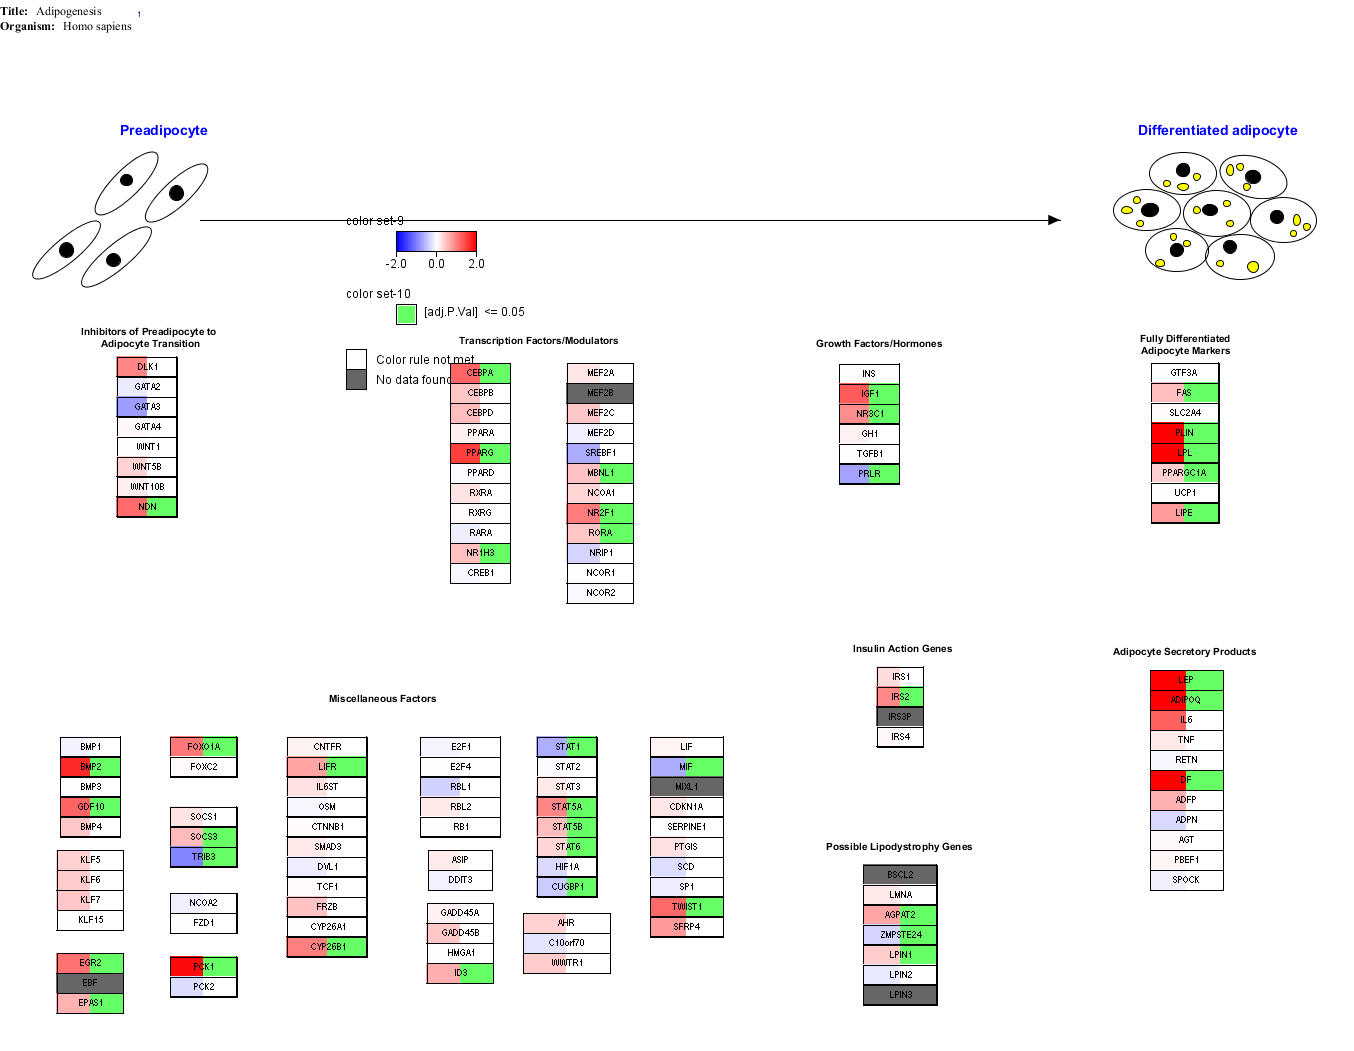 Title: Adipogenesis
1
Organism: Homo sapiens
Preadipocyte
Differentiated adipocyte
color set-9
-2.0 0.0 2.0
color set-10
[adj.P.Val] <= 0.05
Color rule not met
No data found
Inhibitors of Preadipocyte to
Adipocyte Transition
DLK1
GATA2
GATA3
GATA4
WNT1
WNT5B
WNT10B
NDN
Transcription Factors/Modulators
CEBPA
CEBPB
CEBPD
PPARA
PPARG
PPARD
RXRA
RXRG
RARA
NR1H3
CREB1
MEF2A
MEF2B
MEF2C
MEF2D
SREBF1
MBNL1
NCOA1
NR2F1
RORA
NRIP1
NCOR1
NCOR2
Growth Factors/Hormones
INS
IGF1
NR3C1
GH1
TGFB1
PRLR
Fully Differentiated
Adipocyte Markers
GTF3A
FAS
SLC2A4
PLIN
LPL
PPARGC1A
UCP1
LIPE
Miscellaneous Factors
BMP1
BMP2
BMP3
GDF10
BMP4
KLF5
KLF6
KLF7
KLF15
EGR2
EBF
EPAS1
FOXO1A
FOXC2
SOCS1
SOCS3
TRIB3
NCOA2
FZD1
PCK1
PCK2
CNTFR
LIFR
IL6ST
OSM
CTNNB1
SMAD3
DVL1
TCF1
FRZB
CYP26A1
CYP26B1
E2F1
E2F4
RBL1
RBL2
RB1
ASIP
DDIT3
GADD45A
GADD45B
HMGA1
ID3
STAT1
STAT2
STAT3
STAT5A
STAT5B
STAT6
HIF1A
CUGBP1
AHR
C10orf70
WWTR1
LIF
MIF
MIXL1
CDKN1A
SERPINE1
PTGIS
SCD
SP1
TWIST1
SFRP4
Insulin Action Genes
IRS1
IRS2
IRS3P
IRS4
Possible Lipodystrophy Genes
BSCL2
LMNA
AGPAT2
ZMPSTE24
LPIN1
LPIN2
LPIN3
Adipocyte Secretory Products
LEP
ADIPOQ
IL6
TNF
RETN
DF
ADFP
ADPN
AGT
PBEF1
SPOCK